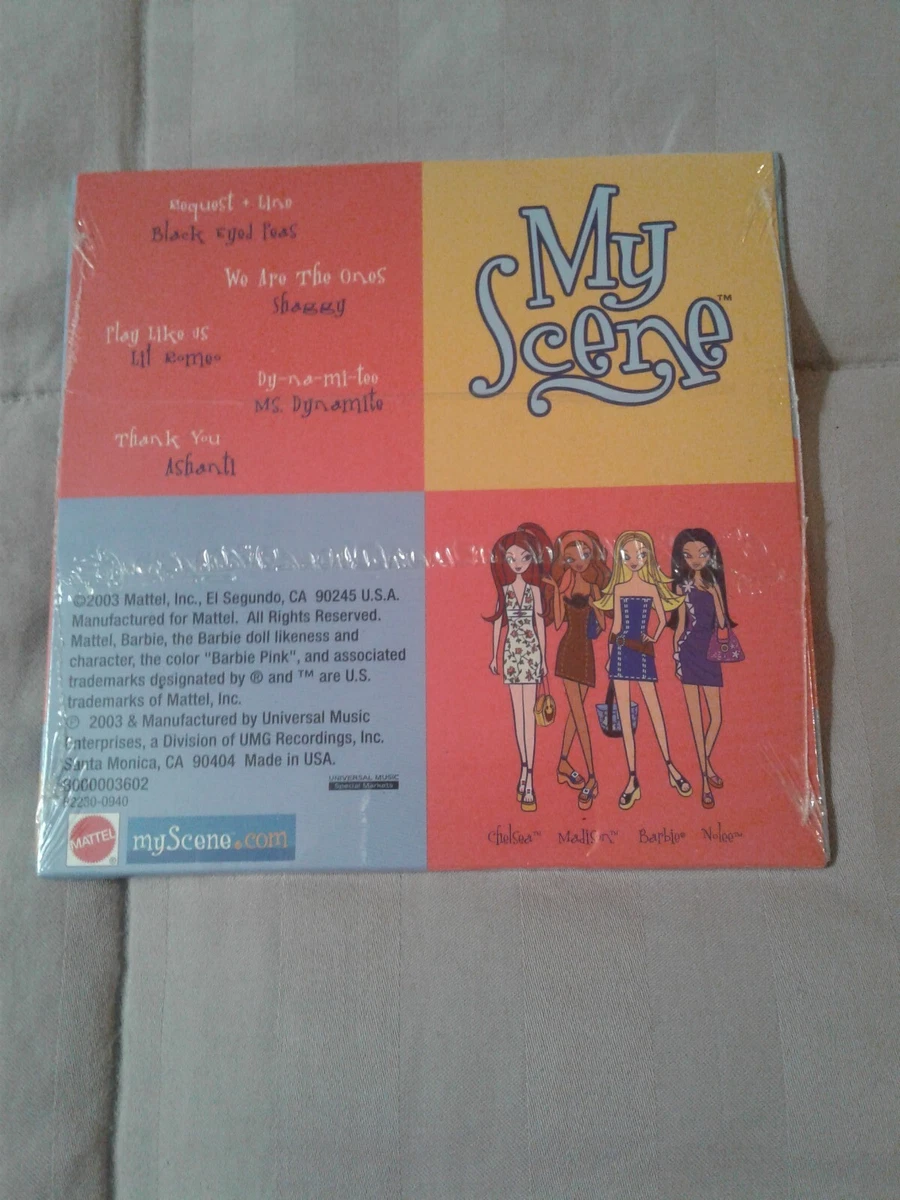 Request + Line
Black Eyed Peas
We Are The Ones
Shaggy
Play Like Us
Lil Romeo
Dy-na-mi-tee
MS. Dynamite
Thank You
Ashanti
My
Scene™
©2003 Mattel, Inc., El Segundo, CA 90245 U.S.A.
Manufactured for Mattel. All Rights Reserved.
Mattel, Barbie, the Barbie doll likeness and
character, the color "Barbie Pink", and associated
trademarks designated by ® and ™ are U.S.
trademarks of Mattel, Inc.
℗ 2003 & Manufactured by Universal Music
Enterprises, a Division of UMG Recordings, Inc.
Santa Monica, CA 90404 Made in USA.
3000003602
B2230-0940
UNIVERSAL MUSIC
Special Markets
MATTEL®
myScene.com
Chelsea™ Madison™ Barbie® Nolee™